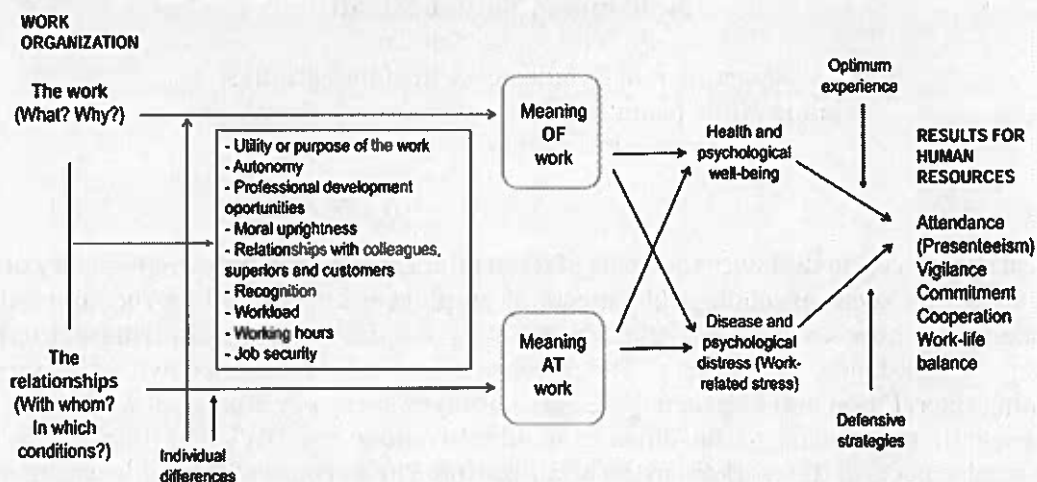 WORK
ORGANIZATION
The work
(What? Why?)
- Utility or purpose of the work
- Autonomy
- Professional development
oportunities
- Moral uprightness
- Relationships with colleagues,
superiors and customers
- Recognition
- Workload
- Working hours
- Job security
The
relationships
(With whom?
In which
conditions?)
Individual
differences
Meaning
OF
work
Meaning
AT
work
Health and
psychological
well-being
Disease and
psychological
distress (Work-
related stress)
Optimum
experience
Defensive
strategies
RESULTS FOR
HUMAN
RESOURCES
Attendance
(Presenteeism)
Vigilance
Commitment
Cooperation
Work-life
balance